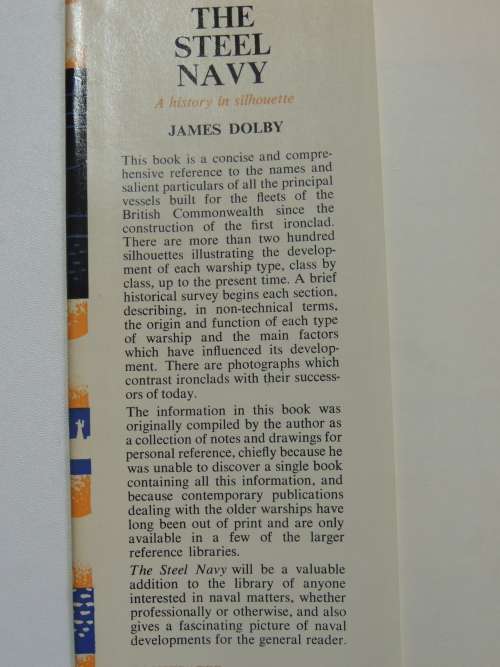 THE
STEEL
NAVY
A history in silhouette
JAMES DOLBY
This book is a concise and compre-
hensive reference to the names and
salient particulars of all the principal
vessels built for the fleets of the
British Commonwealth since the
construction of the first ironclad.
There are more than two hundred
silhouettes illustrating the develop-
ment of each warship type, class by
class, up to the present time. A brief
historical survey begins each section,
describing, in non-technical terms,
the origin and function of each type
of warship and the main factors
which have influenced its develop-
ment. There are photographs which
contrast ironclads with their success-
ors of today.
The information in this book was
originally compiled by the author as
a collection of notes and drawings for
personal reference, chiefly because he
was unable to discover a single book
containing all this information, and
because contemporary publications
dealing with the older warships have
long been out of print and are only
available in a few of the larger
reference libraries.
The Steel Navy will be a valuable
addition to the library of anyone
interested in naval matters, whether
professionally or otherwise, and also
gives a fascinating picture of naval
developments for the general reader.